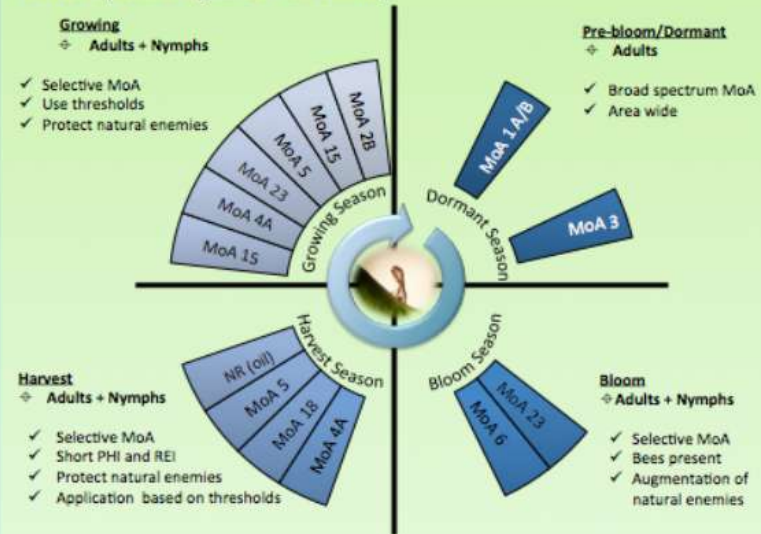 Growing
✧ Adults + Nymphs
✓ Selective MoA
✓ Use thresholds
✓ Protect natural enemies
MoA 15
MoA 4A
MoA 23
MoA 5
MoA 15
MoA 2B
Growing Season
Pre-bloom/Dormant
✧ Adults
✓ Broad spectrum MoA
✓ Area wide
MoA 1A/B
MoA 3
Dormant Season
Harvest
✧ Adults + Nymphs
✓ Selective MoA
✓ Short PHI and REI
✓ Protect natural enemies
✓ Application based on thresholds
NR (oil)
MoA 5
MoA 18
MoA 4A
Harvest Season
Bloom Season
MoA 6
MoA 23
Bloom
✧Adults + Nymphs
✓ Selective MoA
✓ Bees present
✓ Augmentation of
natural enemies